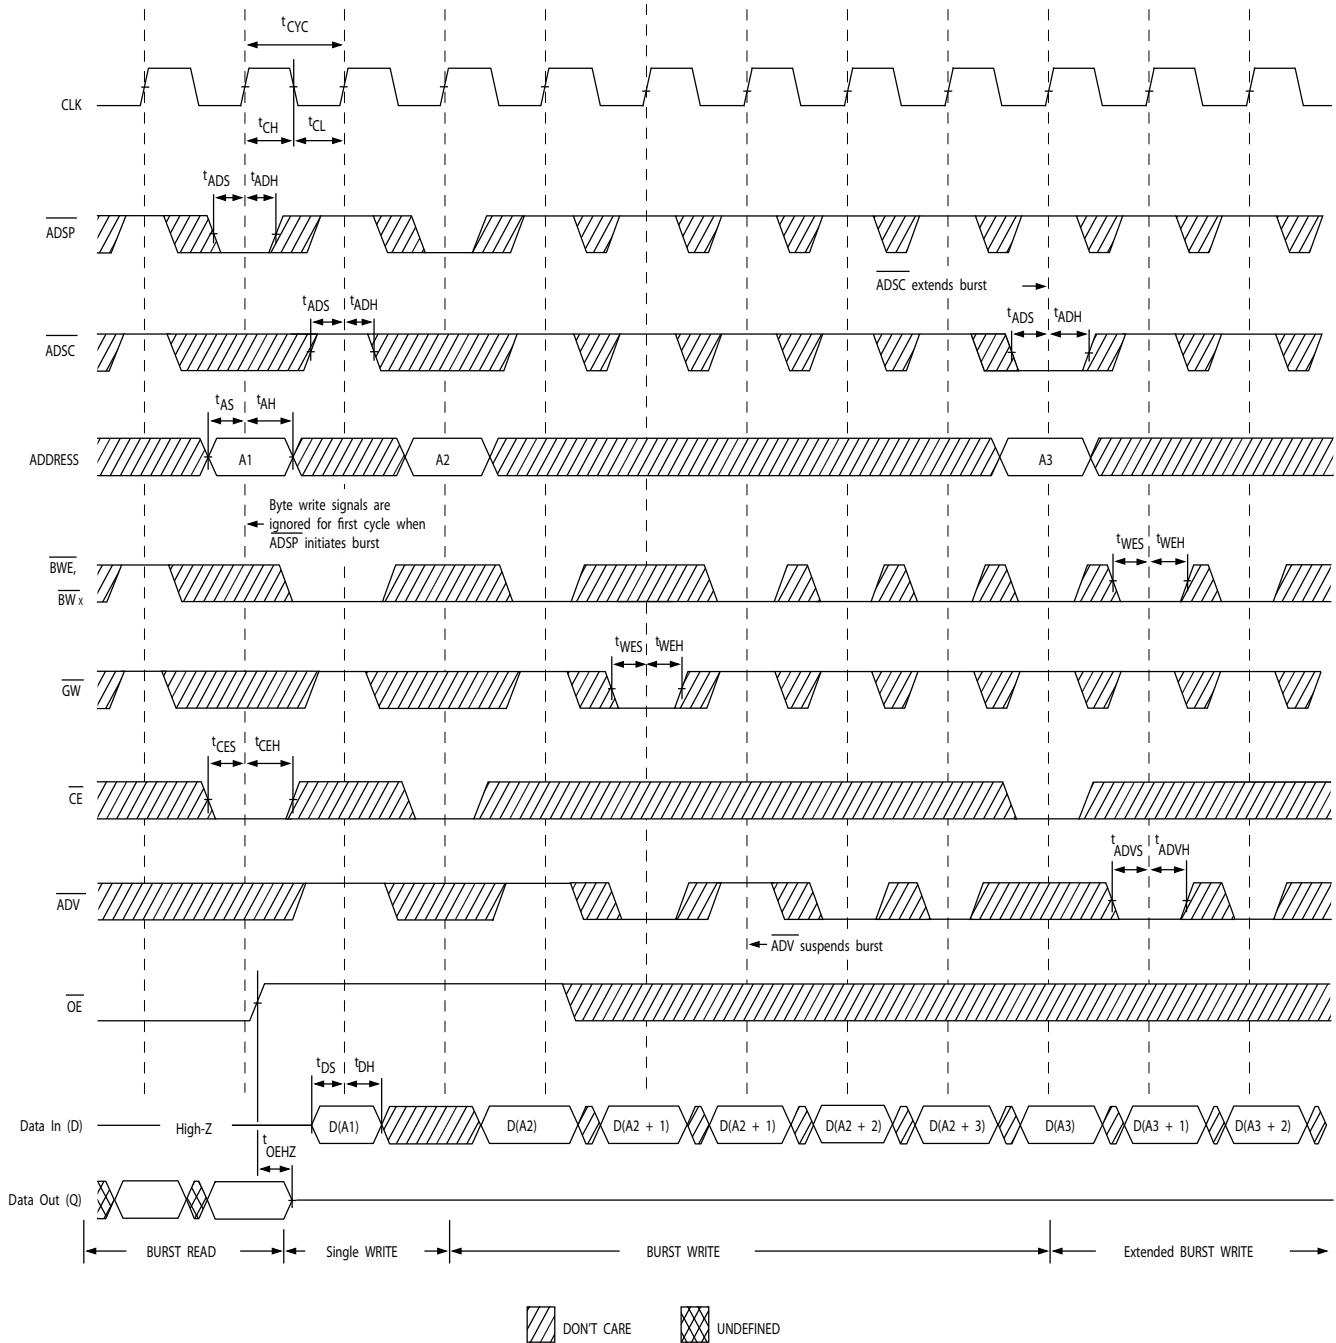 tCYC
CLK
tCH tCL
tADS tADH
ADSP
ADSC extends burst
tADS tADH
tADS tADH
ADSC
tAS tAH
ADDRESS
A1 A2 A3
Byte write signals are
ignored for first cycle when
ADSP initiates burst
tWES tWEH
BWE,
BW x
tWES tWEH
GW
tCES tCEH
CE
tADVS tADVH
ADV
ADV suspends burst
OE
tDS tDH
Data In (D) High-Z D(A1) D(A2) D(A2 + 1) D(A2 + 1) D(A2 + 2) D(A2 + 3) D(A3) D(A3 + 1) D(A3 + 2)
tOEHZ
Data Out (Q)
BURST READ Single WRITE BURST WRITE Extended BURST WRITE
DON'T CARE UNDEFINED